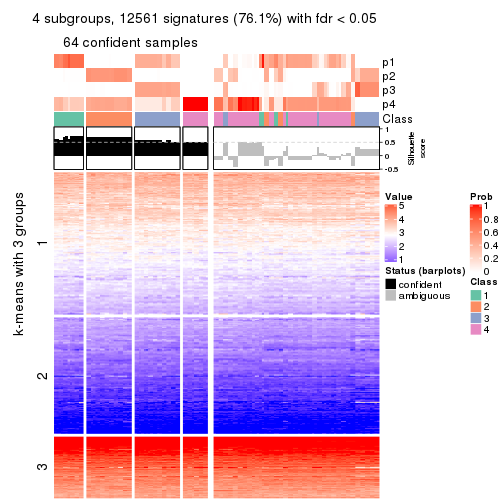 4 subgroups, 12561 signatures (76.1%) with fdr < 0.05
64 confident samples
p1
p2
p3
p4
Class
1
0.5
0
-0.5
Silhouette
score
k-means with 3 groups
1
2
3
Value
5
4
3
2
1
Status (barplots)
confident
ambiguous
Prob
1
0.8
0.6
0.4
0.2
0
Class
1
2
3
4